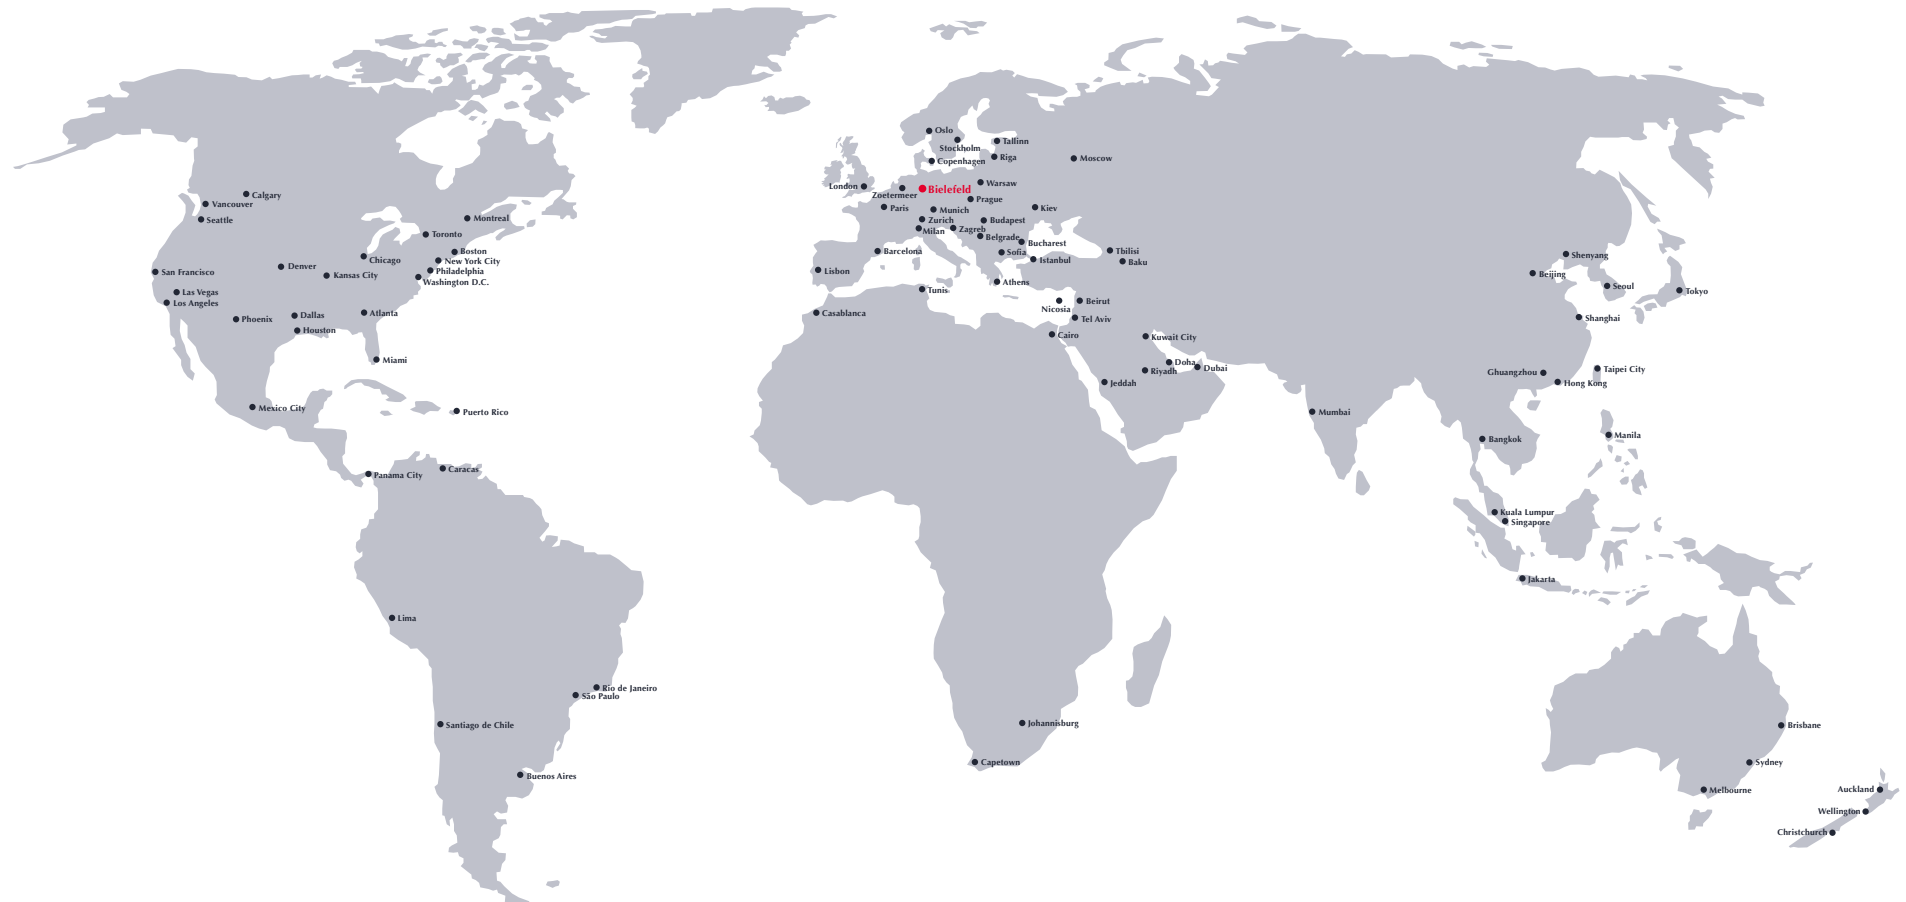 Oslo
Stockholm
Tallinn
Copenhagen
Riga
Moscow
London
Zoetermeer
Bielefeld
Warsaw
Prague
Paris
Munich
Kiev
Zurich
Budapest
Milan
Zagreb
Belgrade
Bucharest
Barcelona
Sofia
Istanbul
Tbilisi
Baku
Lisbon
Athens
Tunis
Casablanca
Nicosia
Beirut
Tel Aviv
Cairo
Kuwait City
Doha
Dubai
Riyadh
Jeddah
Calgary
Vancouver
Seattle
Montreal
Toronto
Boston
Chicago
New York City
Philadelphia
Washington D.C.
San Francisco
Denver
Kansas City
Las Vegas
Los Angeles
Phoenix
Dallas
Houston
Atlanta
Miami
Mexico City
Puerto Rico
Panama City
Caracas
Lima
Rio de Janeiro
São Paulo
Santiago de Chile
Buenos Aires
Johannisburg
Capetown
Shenyang
Beijing
Seoul
Tokyo
Shanghai
Ghuangzhou
Taipei City
Hong Kong
Mumbai
Bangkok
Manila
Kuala Lumpur
Singapore
Jakarta
Brisbane
Sydney
Melbourne
Auckland
Wellington
Christchurch